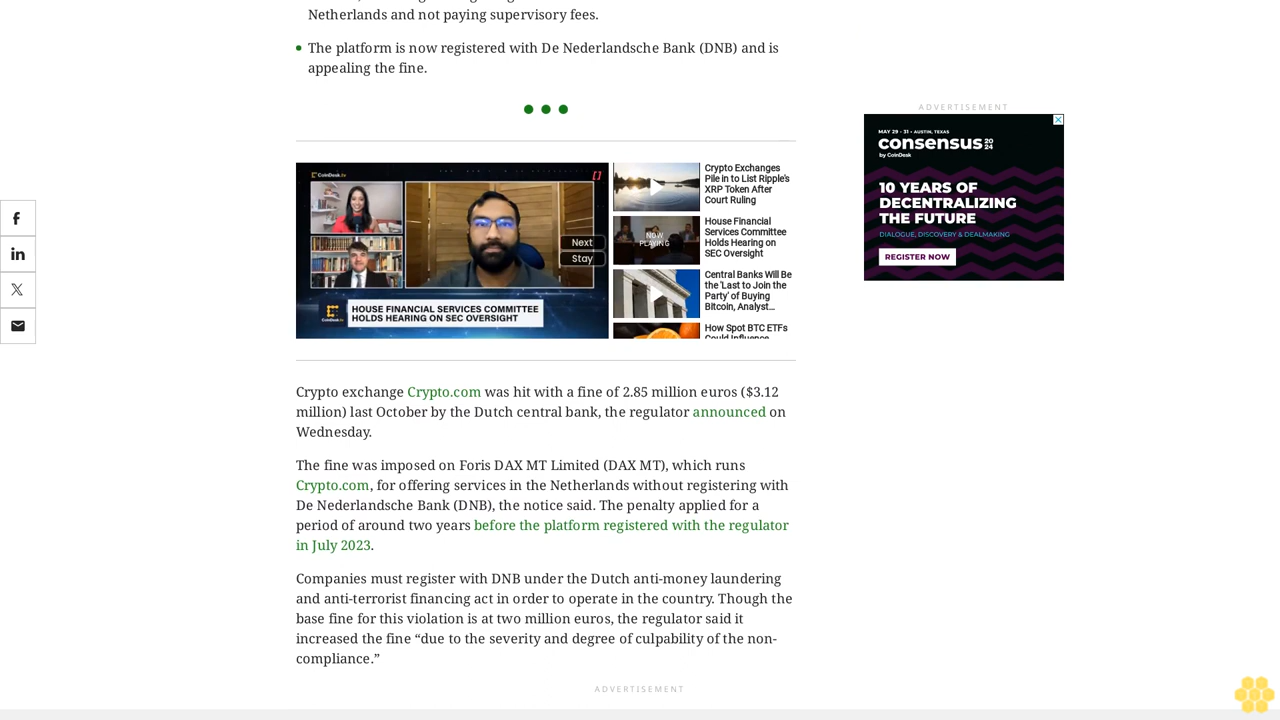 Netherlands and not paying supervisory fees.
The platform is now registered with De Nederlandsche Bank (DNB) and is
appealing the fine.
ADVERTISEMENT
MAY 29 - 31 • AUSTIN, TEXAS
consensus 2024
by CoinDesk
10 YEARS OF
DECENTRALIZING
THE FUTURE
DIALOGUE, DISCOVERY & DEALMAKING
REGISTER NOW
CoinDesk tv
Next
Stay
HOUSE FINANCIAL SERVICES COMMITTEE
HOLDS HEARING ON SEC OVERSIGHT
Crypto Exchanges
Pile in to List Ripple's
XRP Token After
Court Ruling
NOW
PLAYING
House Financial
Services Committee
Holds Hearing on
SEC Oversight
Central Banks Will Be
the 'Last to Join the
Party' of Buying
Bitcoin, Analyst...
How Spot BTC ETFs
Could Influence
Crypto exchange Crypto.com was hit with a fine of 2.85 million euros ($3.12
million) last October by the Dutch central bank, the regulator announced on
Wednesday.
The fine was imposed on Foris DAX MT Limited (DAX MT), which runs
Crypto.com, for offering services in the Netherlands without registering with
De Nederlandsche Bank (DNB), the notice said. The penalty applied for a
period of around two years before the platform registered with the regulator
in July 2023.
Companies must register with DNB under the Dutch anti-money laundering
and anti-terrorist financing act in order to operate in the country. Though the
base fine for this violation is at two million euros, the regulator said it
increased the fine “due to the severity and degree of culpability of the non-
compliance.”
ADVERTISEMENT